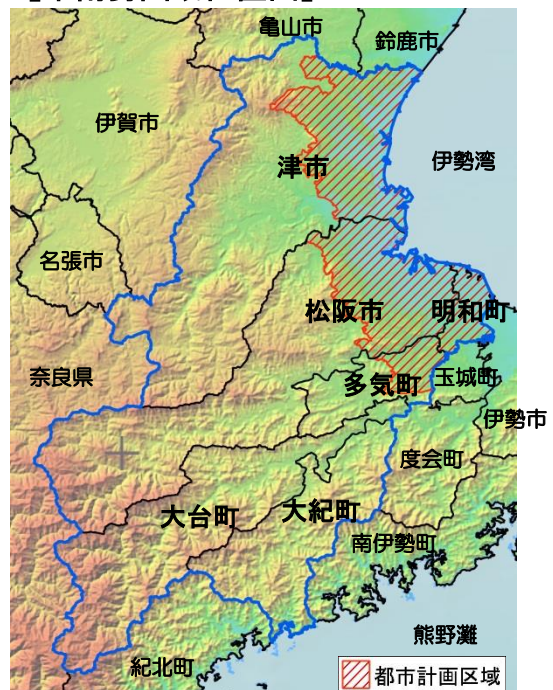 亀山市
鈴鹿市
伊賀市
伊勢湾
津市
名張市
松阪市
明和町
奈良県
多気町
玉城町
伊勢市
度会町
大台町
大紀町
南伊勢町
熊野灘
紀北町
都市計画区域